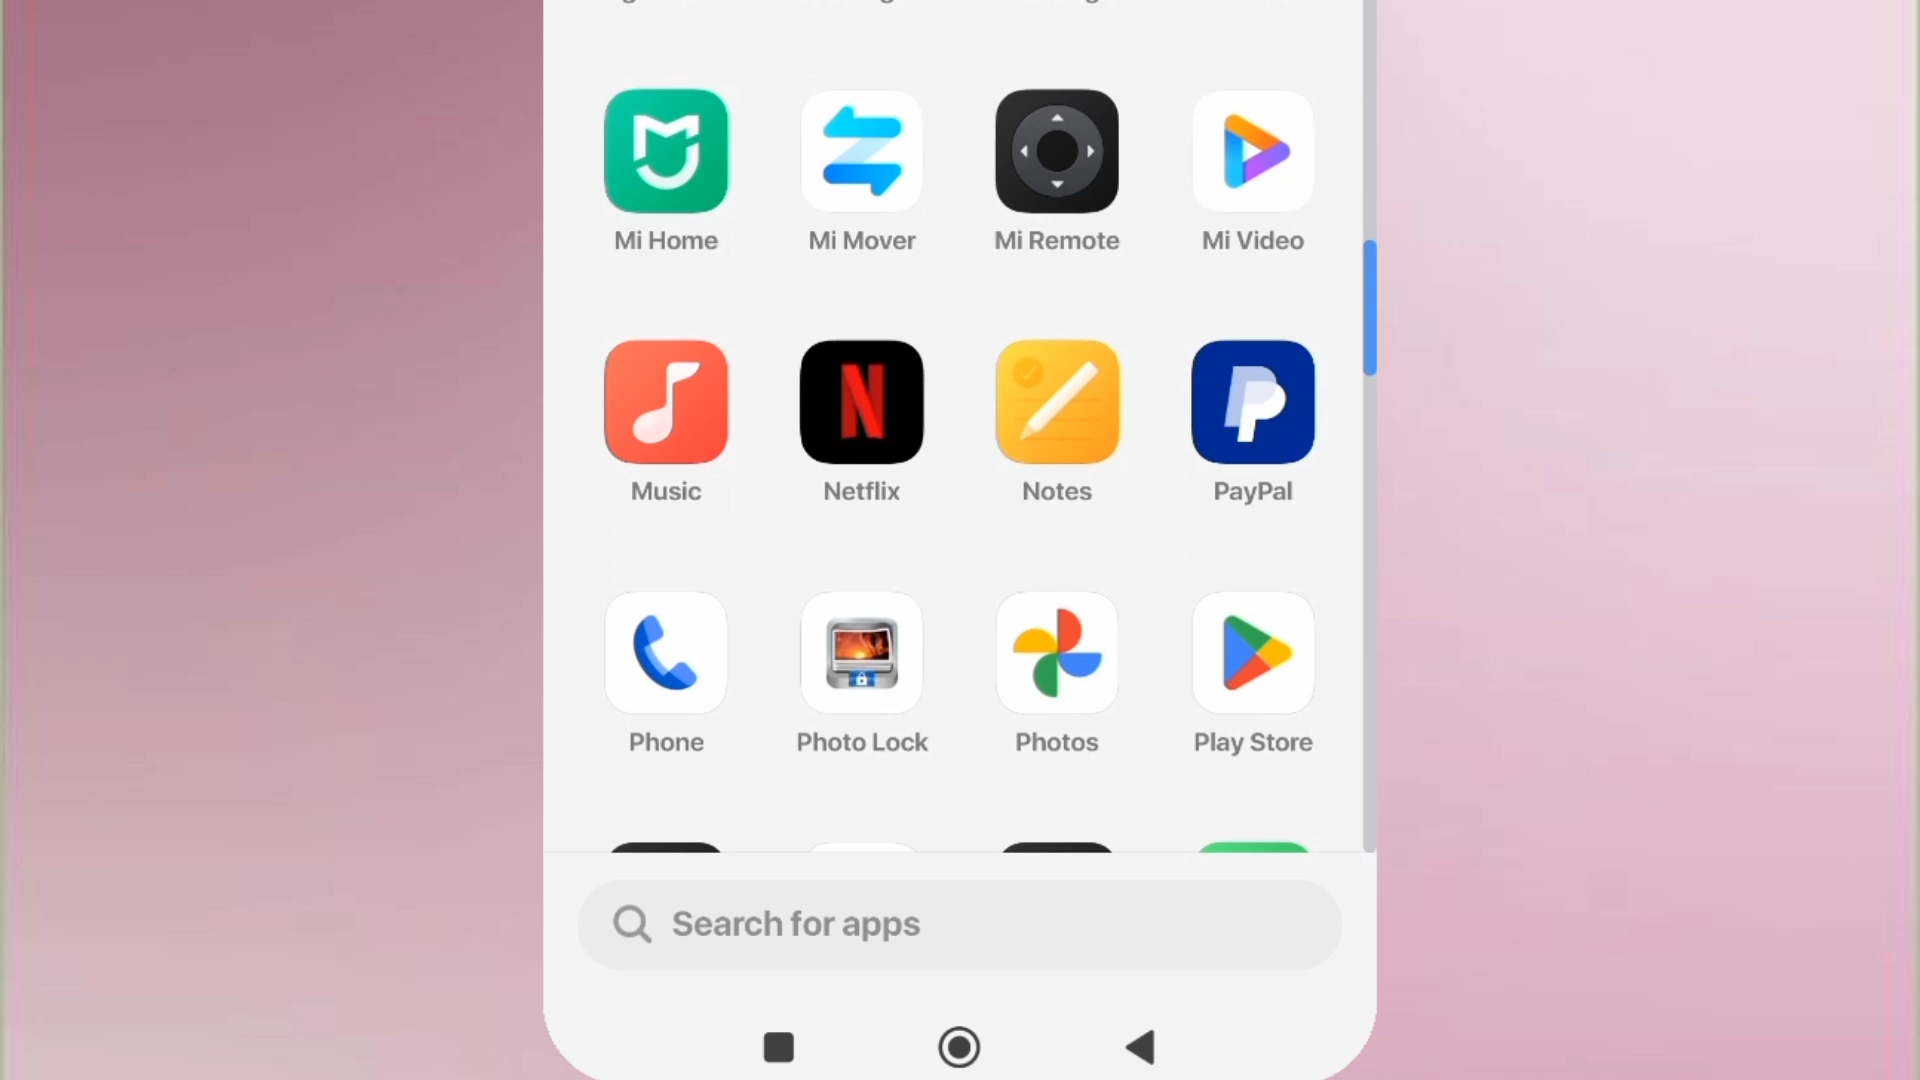 Mi Home Mi Mover Mi Remote Mi Video
Music Netflix Notes PayPal
Phone Photo Lock Photos Play Store
Search for apps